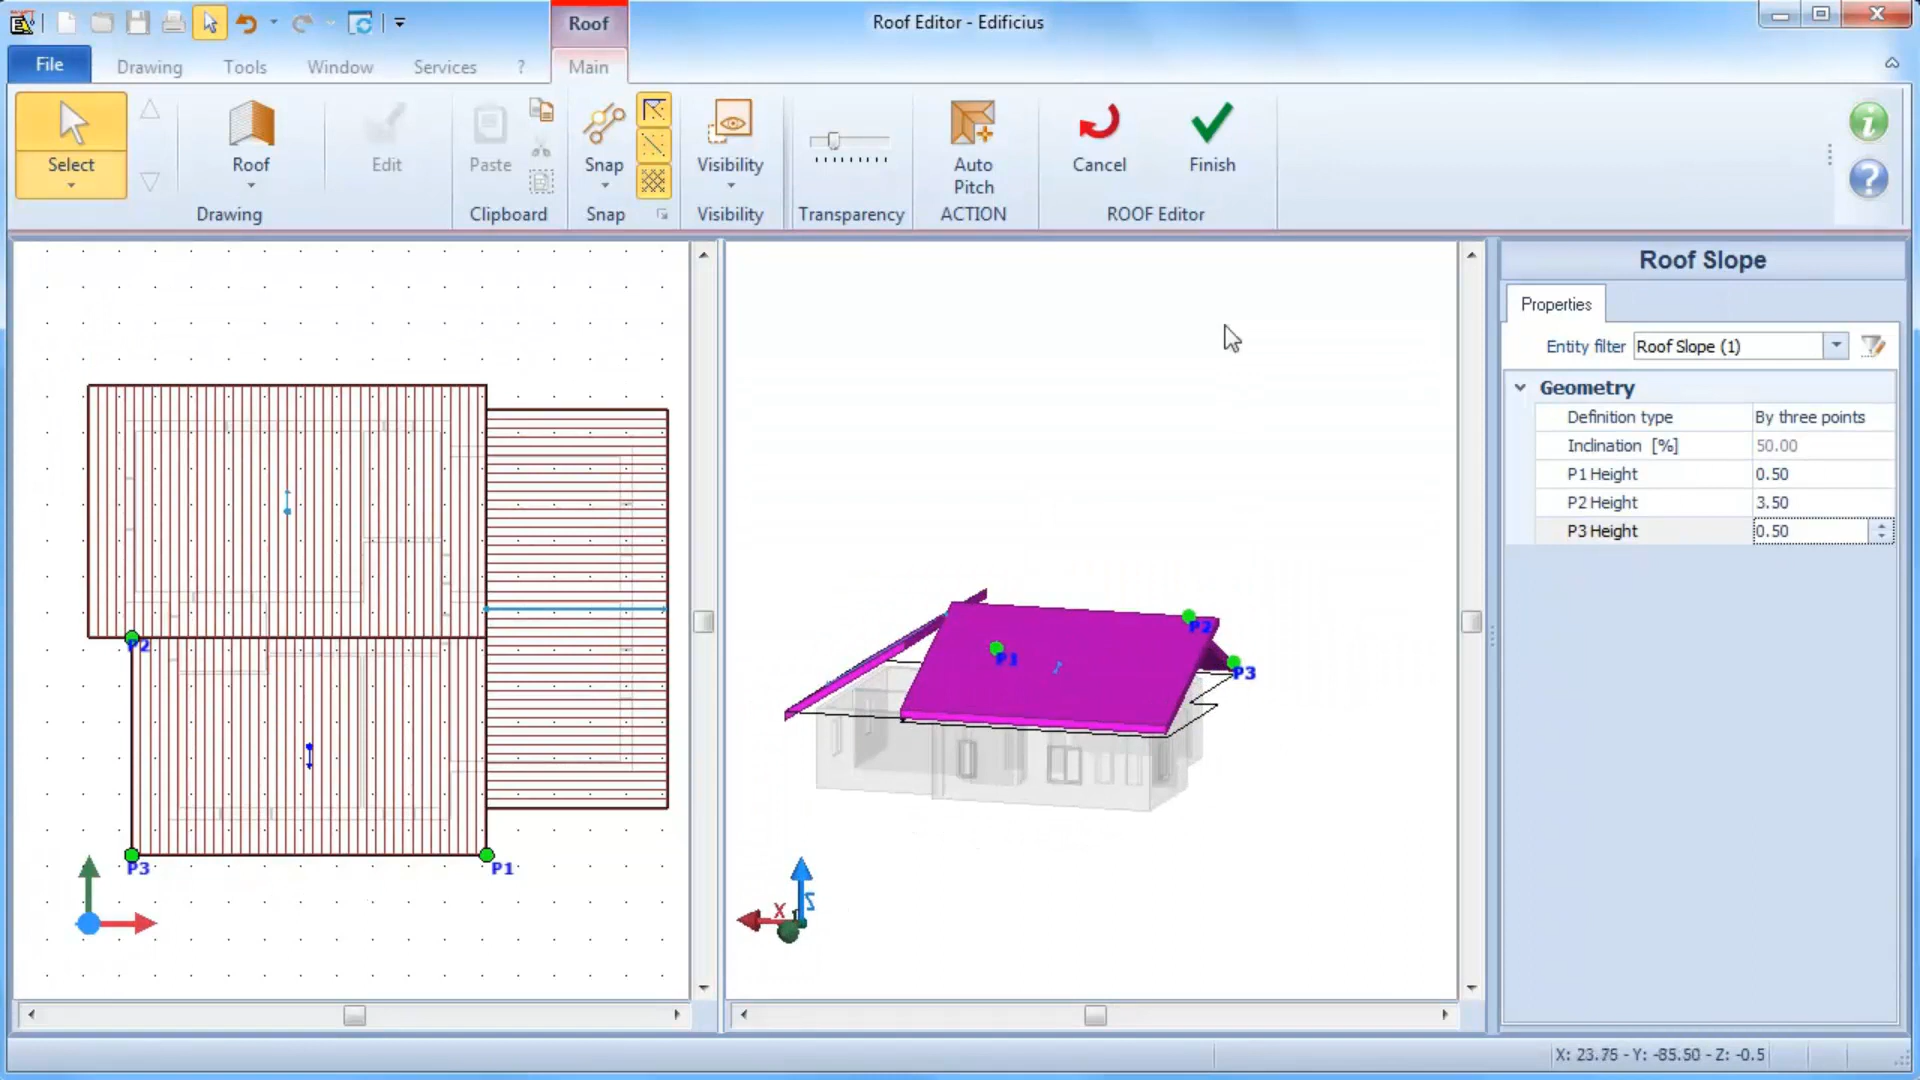 Roof
Roof Editor - Edificius
File
Drawing
Tools
Window
Services
?
Main
Select
Roof
Edit
Paste
Snap
Visibility
Auto
Pitch
Cancel
Finish
Drawing
Clipboard
Snap
Visibility
Transparency
ACTION
ROOF Editor
Roof Slope
Properties
Entity filter Roof Slope (1)
Geometry
Definition type By three points
Inclination [%] 50.00
P1 Height 0.50
P2 Height 3.50
P3 Height 0.50
P2
P3
P1
P1
P2
P3
X
Z
X: 23.75 - Y: -85.50 - Z: -0.5